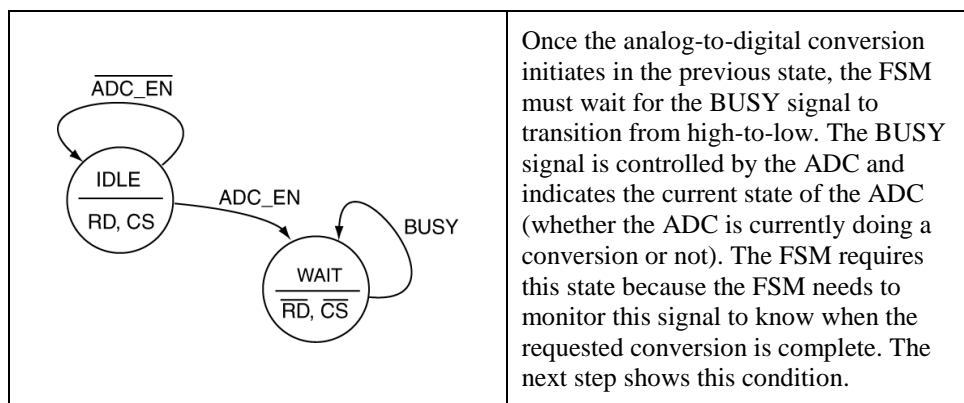 ADC_EN
IDLE
RD, CS
ADC_EN
BUSY
WAIT
RD, CS
Once the analog-to-digital conversion
initiates in the previous state, the FSM
must wait for the BUSY signal to
transition from high-to-low. The BUSY
signal is controlled by the ADC and
indicates the current state of the ADC
(whether the ADC is currently doing a
conversion or not). The FSM requires
this state because the FSM needs to
monitor this signal to know when the
requested conversion is complete. The
next step shows this condition.